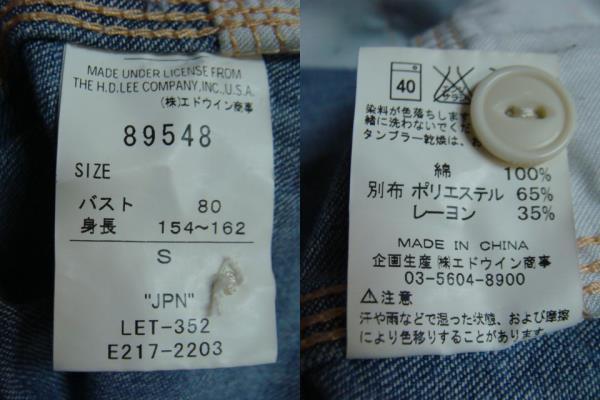 MADE UNDER LICENSE FROM
THE H.D.LEE COMPANY,INC.,U.S.A.
(株)エドウイン商事
89548
SIZE
バスト 80
身長 154~162
S
"JPN"
LET-352
E217-2203
40
染料が色落ちします
緒に洗わないでくだ
タンブラー乾燥は、お
綿 100%
別布 ポリエステル 65%
レーヨン 35%
MADE IN CHINA
企画生産 ㈱エドウイン商事
03-5604-8900
⚠注意
汗や雨などで湿った状態、および摩擦
により色移りすることがあります。